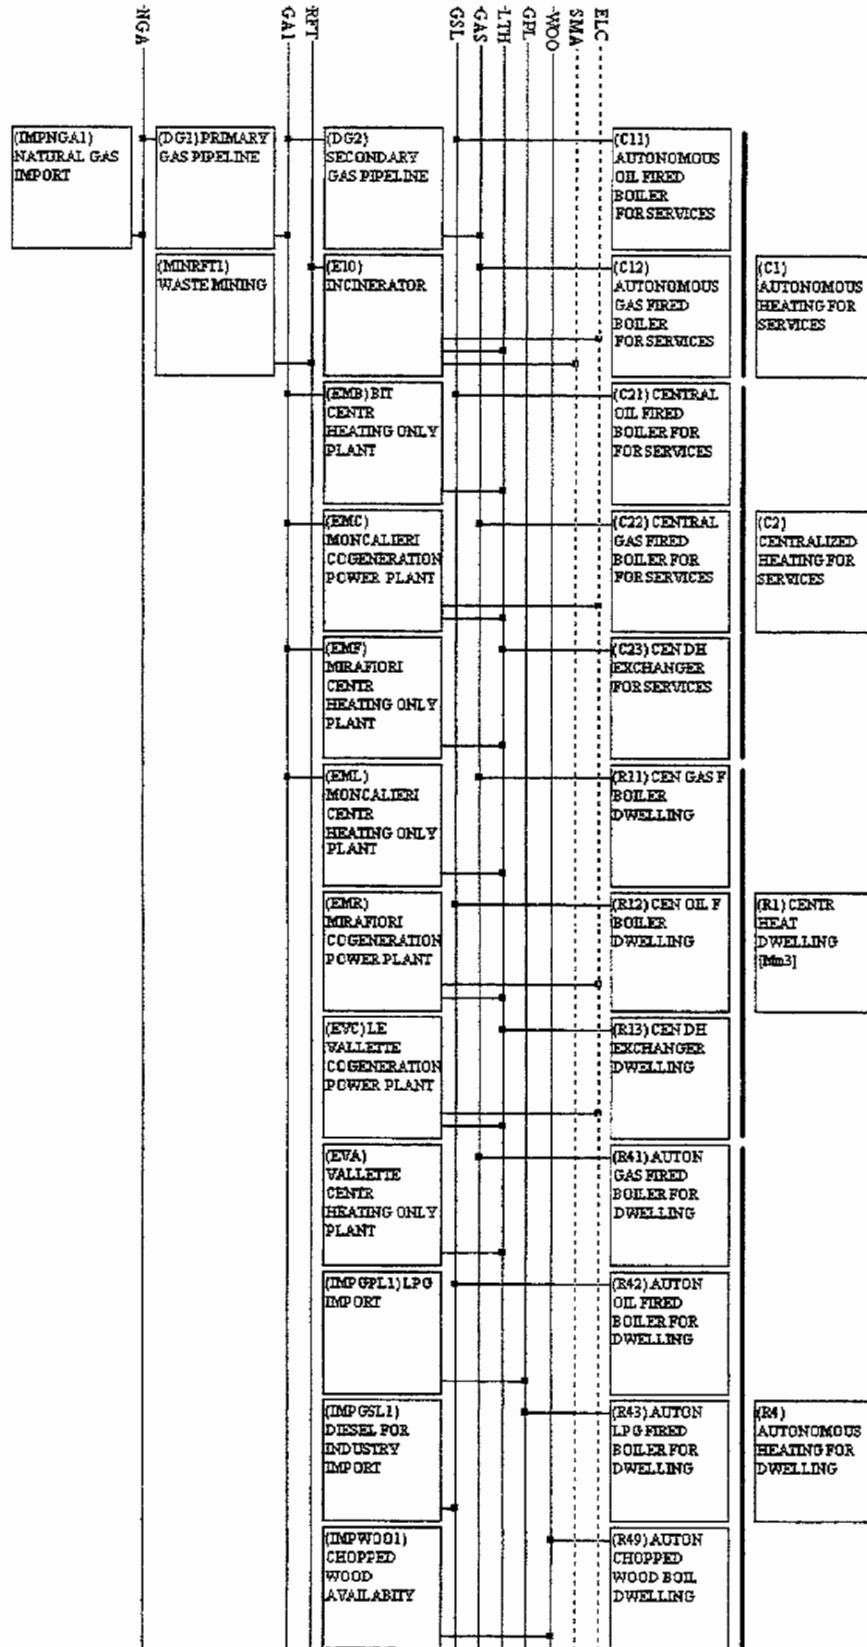 NGA
GA1
RFT
GSL
GAS
LTH
GPL
WOO
SMA
ELC
(IMPNGA1)
NATURAL GAS
IMPORT
(DG1) PRIMARY
GAS PIPELINE
(DG2)
SECONDARY
GAS PIPELINE
(C11)
AUTONOMOUS
OIL FIRED
BOILER
FOR SERVICES
(MINRFT1)
WASTE MINING
(E10)
INCINERATOR
(C12)
AUTONOMOUS
GAS FIRED
BOILER
FOR SERVICES
(C1)
AUTONOMOUS
HEATING FOR
SERVICES
(EMB) BIT
CENTR
HEATING ONLY
PLANT
(C21) CENTRAL
OIL FIRED
BOILER FOR
FOR SERVICES
(EMC)
MONCALIERI
COGENERATION
POWER PLANT
(C22) CENTRAL
GAS FIRED
BOILER FOR
FOR SERVICES
(C2)
CENTRALIZED
HEATING FOR
SERVICES
(EMF)
MIRAFIORI
CENTR
HEATING ONLY
PLANT
(C23) CEN DH
EXCHANGER
FOR SERVICES
(EML)
MONCALIERI
CENTR
HEATING ONLY
PLANT
(R11) CEN GAS F
BOILER
DWELLING
(EMR)
MIRAFIORI
COGENERATION
POWER PLANT
(R12) CEN OIL F
BOILER
DWELLING
(R1) CENTR
HEAT
DWELLING
[Mm3]
(EVC) LE
VALLETTE
COGENERATION
POWER PLANT
(R13) CEN DH
EXCHANGER
DWELLING
(EVA)
VALLETTE
CENTR
HEATING ONLY
PLANT
(R41) AUTON
GAS FIRED
BOILER FOR
DWELLING
(IMPGPL1) LPG
IMPORT
(R42) AUTON
OIL FIRED
BOILER FOR
DWELLING
(IMPGSL1)
DIESEL FOR
INDUSTRY
IMPORT
(R43) AUTON
LPG FIRED
BOILER FOR
DWELLING
(R4)
AUTONOMOUS
HEATING FOR
DWELLING
(IMPWOO1)
CHOPPED
WOOD
AVAILABITY
(R49) AUTON
CHOPPED
WOOD BOIL
DWELLING